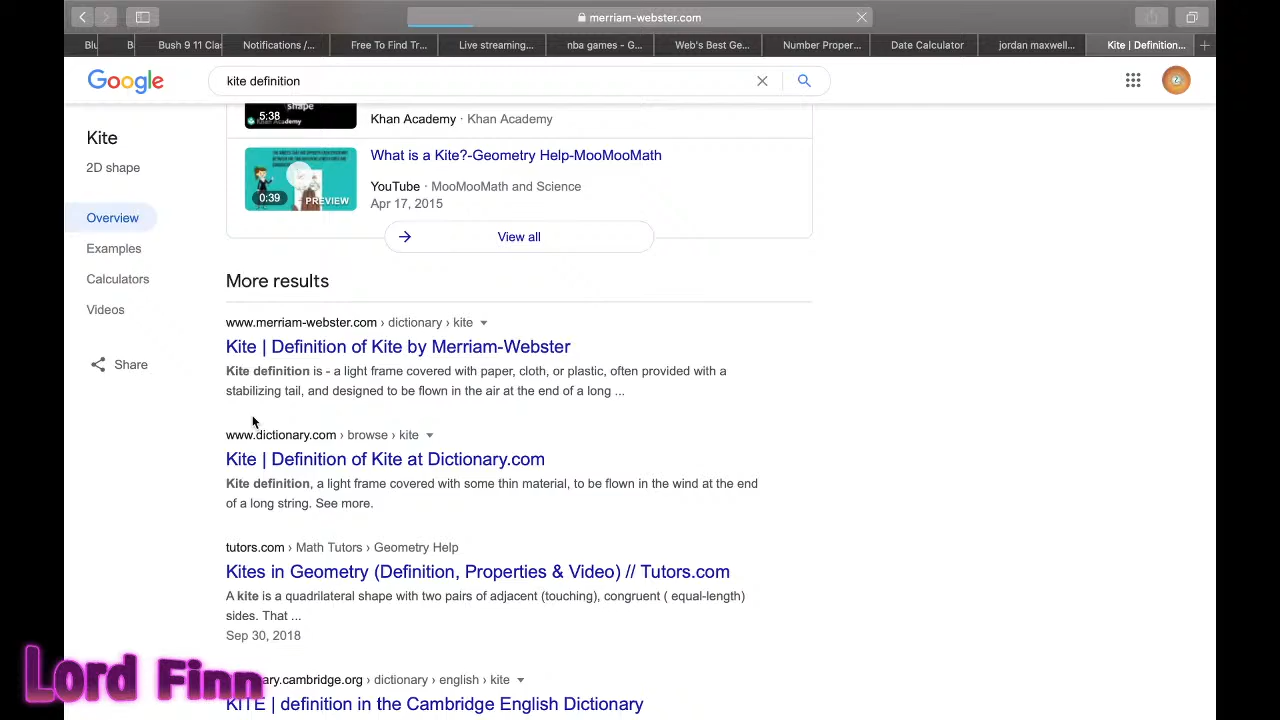 merriam-webster.com
Blu B Bush 9 11 Clas Notifications /... Free To Find Tr... Live streaming... nba games - G... Web's Best Ge... Number Proper... Date Calculator jordan maxwell... Kite | Definition...
Google kite definition
shape
5:38
Khan Academy
Khan Academy · Khan Academy
Kite
2D shape
Overview
Examples
Calculators
Videos
Share
What is a Kite?-Geometry Help-MooMooMath
0:39 PREVIEW
YouTube · MooMooMath and Science
Apr 17, 2015
View all
More results
www.merriam-webster.com › dictionary › kite
Kite | Definition of Kite by Merriam-Webster
Kite definition is - a light frame covered with paper, cloth, or plastic, often provided with a
stabilizing tail, and designed to be flown in the air at the end of a long ...
www.dictionary.com › browse › kite
Kite | Definition of Kite at Dictionary.com
Kite definition, a light frame covered with some thin material, to be flown in the wind at the end
of a long string. See more.
tutors.com › Math Tutors › Geometry Help
Kites in Geometry (Definition, Properties & Video) // Tutors.com
A kite is a quadrilateral shape with two pairs of adjacent (touching), congruent ( equal-length)
sides. That ...
Sep 30, 2018
ary.cambridge.org › dictionary › english › kite
KITE | definition in the Cambridge English Dictionary
Lord Finn